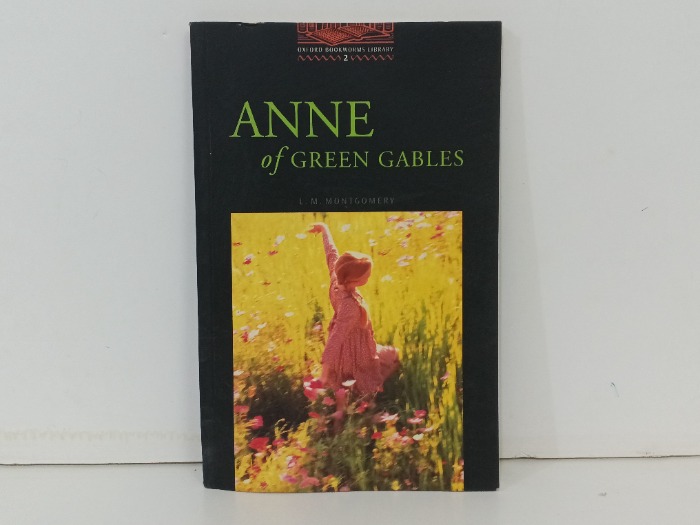 OXFORD BOOKWORMS LIBRARY
2
ANNE
of GREEN GABLES
L. M. MONTGOMERY